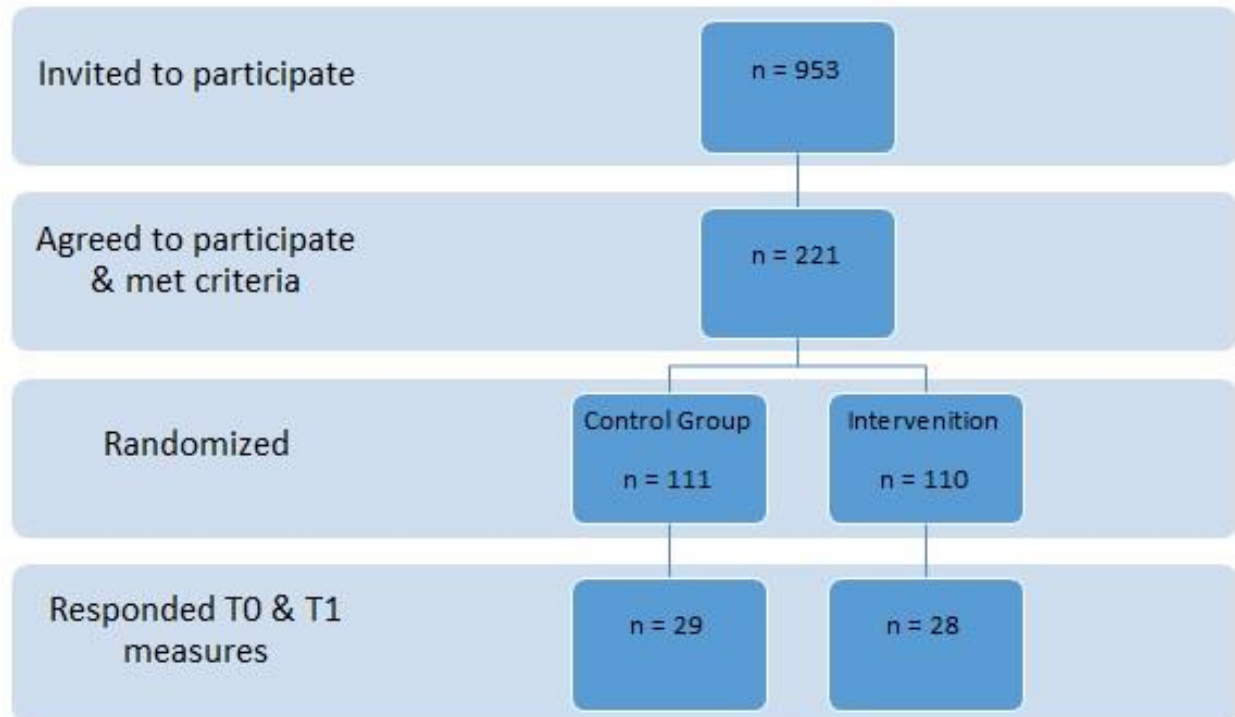 Invited to participate
n = 953
Agreed to participate
& met criteria
n = 221
Randomized
Control Group
n = 111
Intervenition
n = 110
Responded T0 & T1
measures
n = 29
n = 28